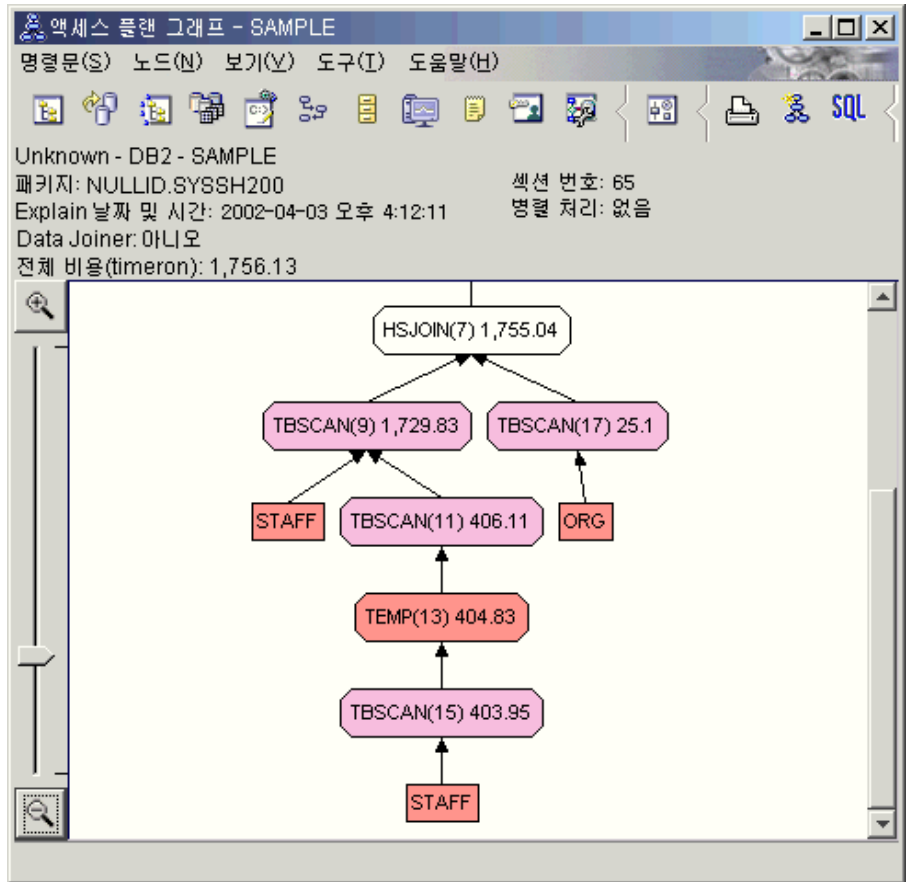 액세스 플랜 그래프 - SAMPLE
명령문(S) 노드(N) 보기(V) 도구(T) 도움말(H)
SQL
Unknown - DB2 - SAMPLE
패키지: NULLID.SYSSH200 섹션 번호: 65
Explain 날짜 및 시간: 2002-04-03 오후 4:12:11 병렬 처리: 없음
Data Joiner: 아니오
전체 비용(timeron): 1,756.13
HSJOIN(7) 1,755.04
TBSCAN(9) 1,729.83 TBSCAN(17) 25.1
STAFF TBSCAN(11) 406.11 ORG
TEMP(13) 404.83
TBSCAN(15) 403.95
STAFF